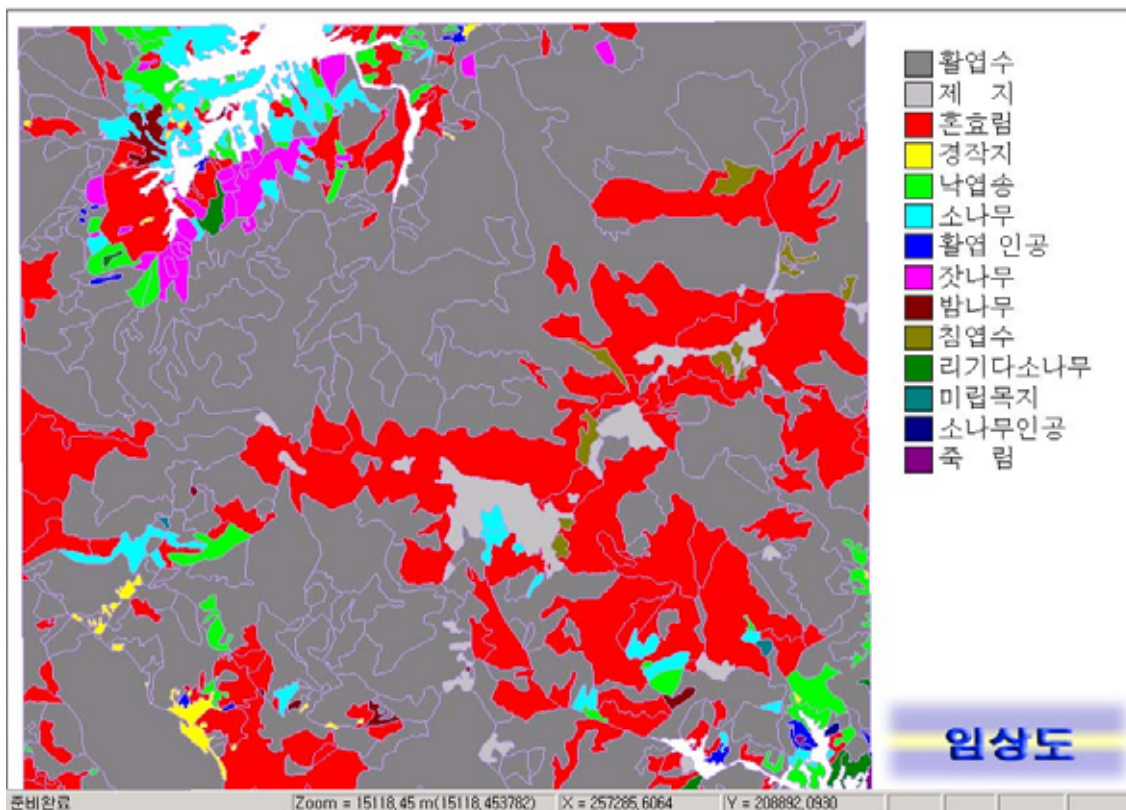 활엽수
제 지
혼효림
경작지
낙엽송
소나무
활엽 인공
잣나무
밤나무
침엽수
리기다소나무
미립목지
소나무인공
죽 림
임상도
준비완료 Zoom = 15118,45 m(15118,453782) X = 257285,6064 Y = 208892,0930